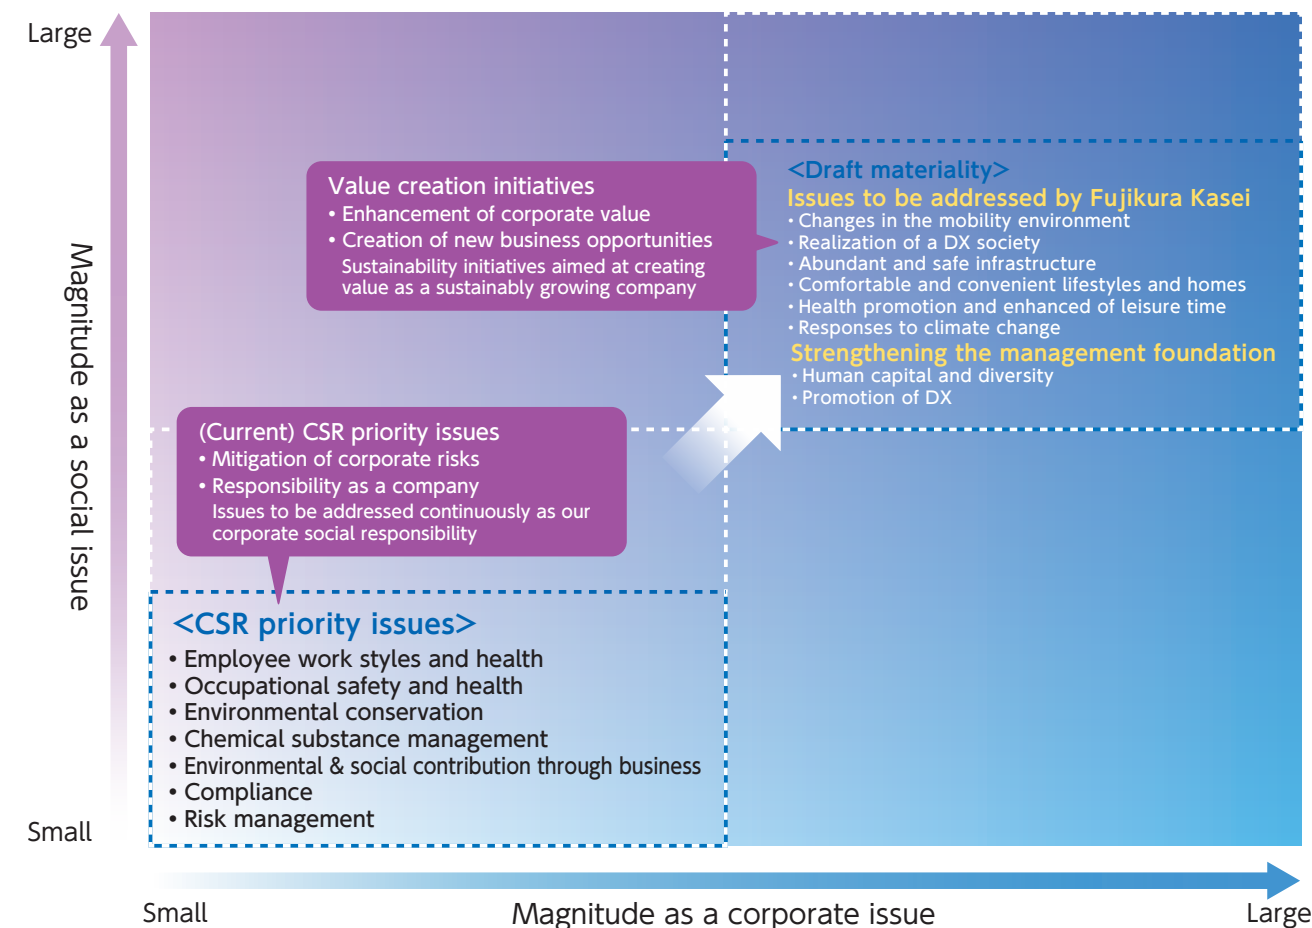 Large
Magnitude as a social issue
Small
Value creation initiatives
• Enhancement of corporate value
• Creation of new business opportunities
Sustainability initiatives aimed at creating
value as a sustainably growing company
<Draft materiality>
Issues to be addressed by Fujikura Kasei
・Changes in the mobility environment
・Realization of a DX society
・Abundant and safe infrastructure
・Comfortable and convenient lifestyles and homes
・Health promotion and enhanced of leisure time
・Responses to climate change
Strengthening the management foundation
・Human capital and diversity
・Promotion of DX
(Current) CSR priority issues
• Mitigation of corporate risks
• Responsibility as a company
Issues to be addressed continuously as our
corporate social responsibility
<CSR priority issues>
• Employee work styles and health
• Occupational safety and health
• Environmental conservation
• Chemical substance management
• Environmental & social contribution through business
• Compliance
• Risk management
Small
Magnitude as a corporate issue
Large